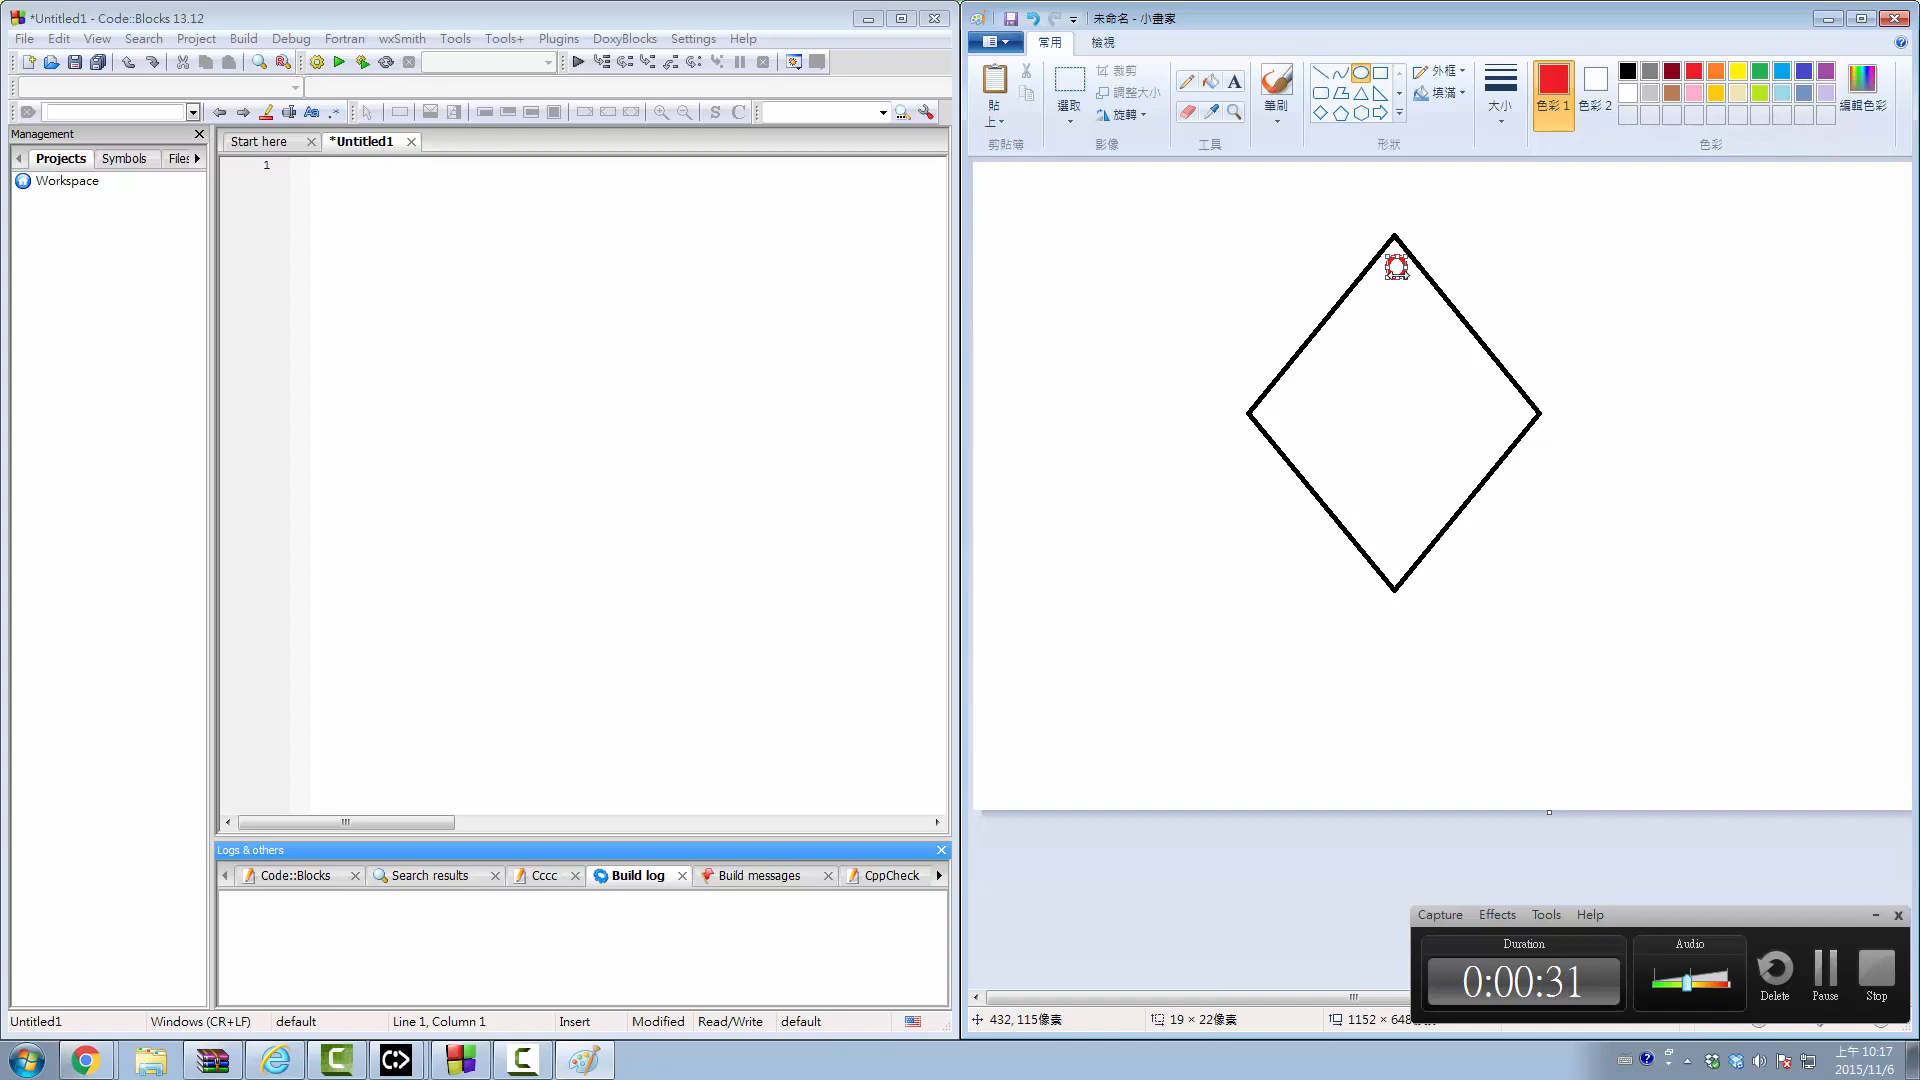 *Untitled1 - Code::Blocks 13.12
File Edit View Search Project Build Debug Fortran wxSmith Tools Tools+ Plugins DoxyBlocks Settings Help
Management
Projects Symbols Files
Workspace
Start here *Untitled1
1
Logs & others
Code::Blocks Search results Cccc Build log Build messages CppCheck
Untitled1 Windows (CR+LF) default Line 1, Column 1 Insert Modified Read/Write default
未命名 - 小畫家
常用 檢視
貼上
裁剪
調整大小
旋轉
選取
筆刷
外框
填滿
大小
色彩 1
色彩 2
編輯色彩
剪貼簿 影像 工具 形狀 色彩
432, 115像素 19 × 22像素 1152 × 648
Capture Effects Tools Help
Duration Audio
0:00:31
Delete Pause Stop
上午 10:17
2015/11/6